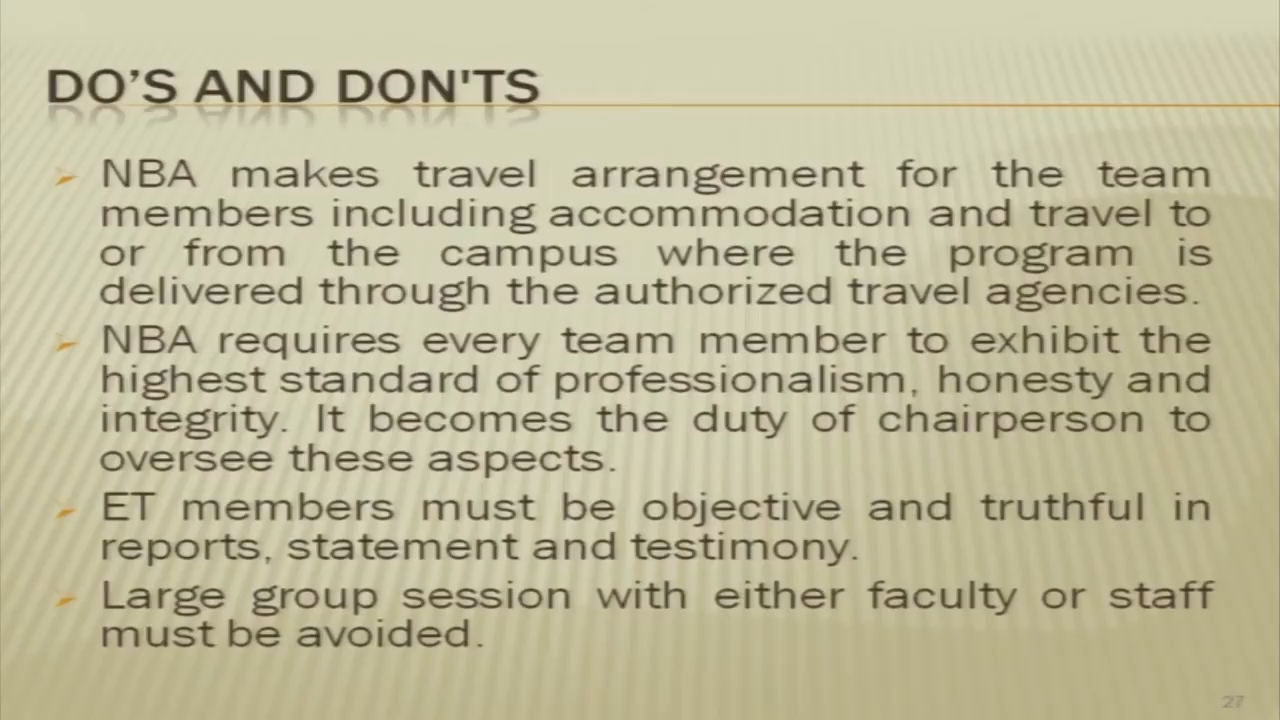 DO’S AND DON'TS
NBA makes travel arrangement for the team
members including accommodation and travel to
or from the campus where the program is
delivered through the authorized travel agencies.
NBA requires every team member to exhibit the
highest standard of professionalism, honesty and
integrity. It becomes the duty of chairperson to
oversee these aspects.
ET members must be objective and truthful in
reports, statement and testimony.
Large group session with either faculty or staff
must be avoided.
27